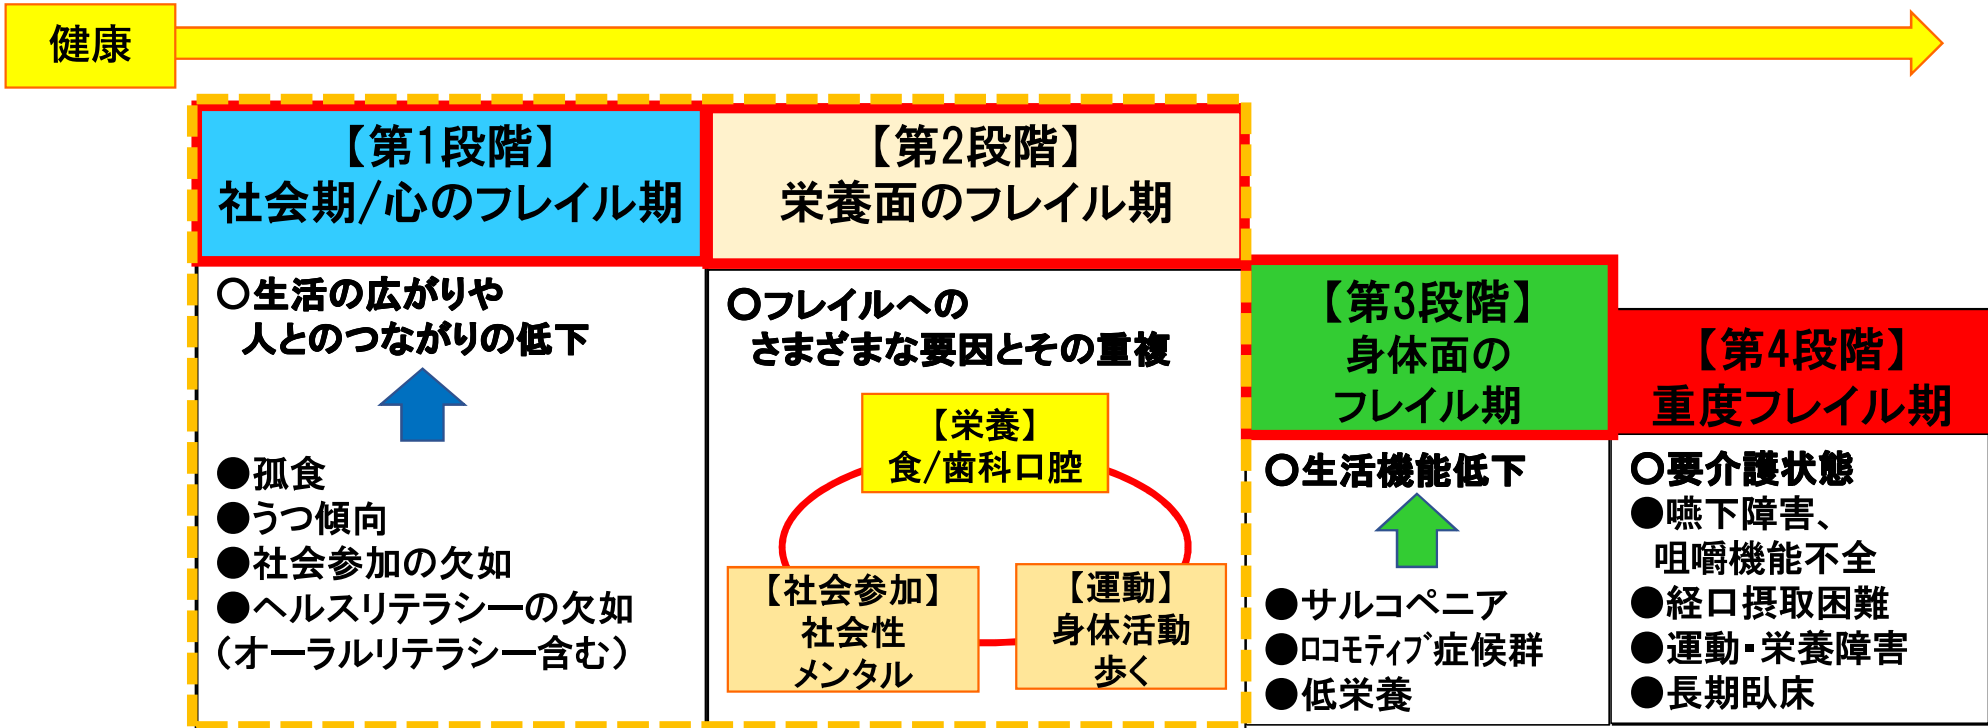 健康
【第1段階】
社会期/心のフレイル期
○生活の広がりや
人とのつながりの低下
●孤食
●うつ傾向
●社会参加の欠如
●ヘルスリテラシーの欠如
(オーラルリテラシー含む)
【第2段階】
栄養面のフレイル期
○フレイルへの
さまざまな要因とその重複
【栄養】
食/歯科口腔
【社会参加】
社会性
メンタル
【運動】
身体活動
歩く
【第3段階】
身体面の
フレイル期
○生活機能低下
●サルコペニア
●ロコモティブ症候群
●低栄養
【第4段階】
重度フレイル期
○要介護状態
●嚥下障害、
咀嚼機能不全
●経口摂取困難
●運動・栄養障害
●長期臥床